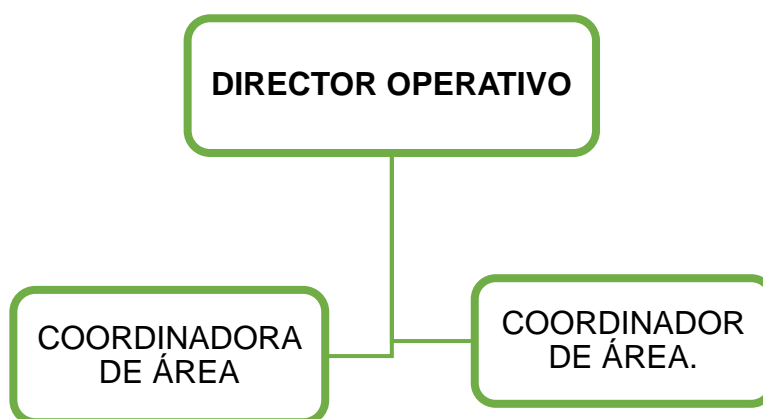 DIRECTOR OPERATIVO
COORDINADORA
DE ÁREA
COORDINADOR
DE ÁREA.